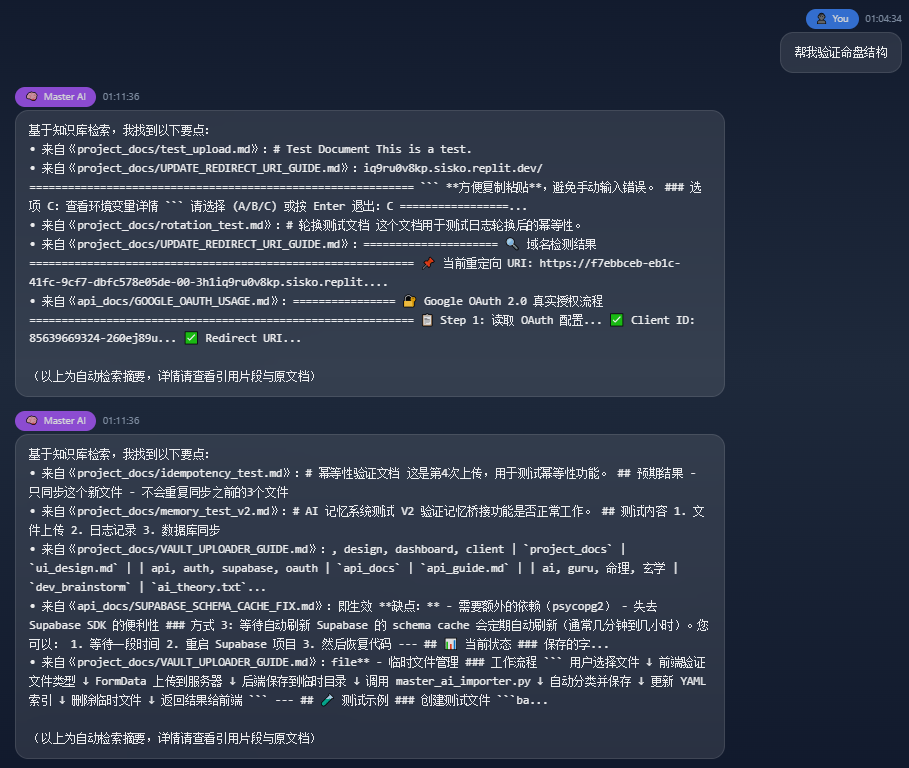 You 01:04:34
帮我验证命盘结构
Master AI 01:11:36
基于知识库检索，我找到以下要点：
• 来自《project_docs/test_upload.md》：# Test Document This is a test.
• 来自《project_docs/UPDATE_REDIRECT_URI_GUIDE.md》：iq9ru0v8kp.sisko.replit.dev/
============================================================ ``` **方便复制粘贴**，避免手动输入错误。 ### 选
项 C：查看环境变量详情 ``` 请选择 (A/B/C) 或按 Enter 退出：C =================...
• 来自《project_docs/rotation_test.md》：# 轮换测试文档 这个文档用于测试日志轮换后的幂等性。
• 来自《project_docs/UPDATE_REDIRECT_URI_GUIDE.md》：===================== 🔍 域名检测结果
============================================================ 📌 当前重定向 URI: https://f7ebbceb-eb1c-
41fc-9cf7-dbfc578e05de-00-3h1iq9ru0v8kp.sisko.replit....
• 来自《api_docs/GOOGLE_OAUTH_USAGE.md》：================ 🔐 Google OAuth 2.0 真实授权流程
============================================================ 📋 Step 1: 读取 OAuth 配置... ✅ Client ID:
85639669324-260ej89u... ✅ Redirect URI...
（以上为自动检索摘要，详情请查看引用片段与原文档）
Master AI 01:11:36
基于知识库检索，我找到以下要点：
• 来自《project_docs/idempotency_test.md》：# 幂等性验证文档 这是第4次上传，用于测试幂等性功能。 ## 预期结果 -
只同步这个新文件 - 不会重复同步之前的3个文件
• 来自《project_docs/memory_test_v2.md》：# AI 记忆系统测试 V2 验证记忆桥接功能是否正常工作。 ## 测试内容 1. 文
件上传 2. 日志记录 3. 数据库同步
• 来自《project_docs/VAULT_UPLOADER_GUIDE.md》：, design, dashboard, client | `project_docs` |
`ui_design.md` | | api, auth, supabase, oauth | `api_docs` | `api_guide.md` | | ai, guru, 命理, 玄学 |
`dev_brainstorm` | `ai_theory.txt`...
• 来自《api_docs/SUPABASE_SCHEMA_CACHE_FIX.md》：即生效 **缺点：** - 需要额外的依赖（psycopg2） - 失去
Supabase SDK 的便利性 ### 方式 3：等待自动刷新 Supabase 的 schema cache 会定期自动刷新（通常几分钟到几小时）。您
可以： 1. 等待一段时间 2. 重启 Supabase 项目 3. 然后恢复代码 --- ## 📊 当前状态 ### 保存的字...
• 来自《project_docs/VAULT_UPLOADER_GUIDE.md》：file** - 临时文件管理 ### 工作流程 ``` 用户选择文件 ↓ 前端验证
文件类型 ↓ FormData 上传到服务器 ↓ 后端保存到临时目录 ↓ 调用 master_ai_importer.py ↓ 自动分类并保存 ↓ 更新 YAML
索引 ↓ 删除临时文件 ↓ 返回结果给前端 ``` --- ## 🧪 测试示例 ### 创建测试文件 ```ba...
（以上为自动检索摘要，详情请查看引用片段与原文档）